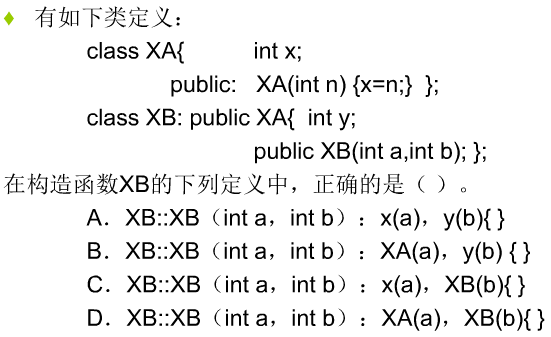 ♦ 有如下类定义：
class XA{ int x;
public: XA(int n) {x=n;} };
class XB: public XA{ int y;
public XB(int a,int b); };
在构造函数XB的下列定义中，正确的是（ ）。
A．XB::XB（int a，int b）：x(a)，y(b){ }
B．XB::XB（int a，int b）：XA(a)，y(b) { }
C．XB::XB（int a，int b）：x(a)，XB(b){ }
D．XB::XB（int a，int b）：XA(a)，XB(b){ }